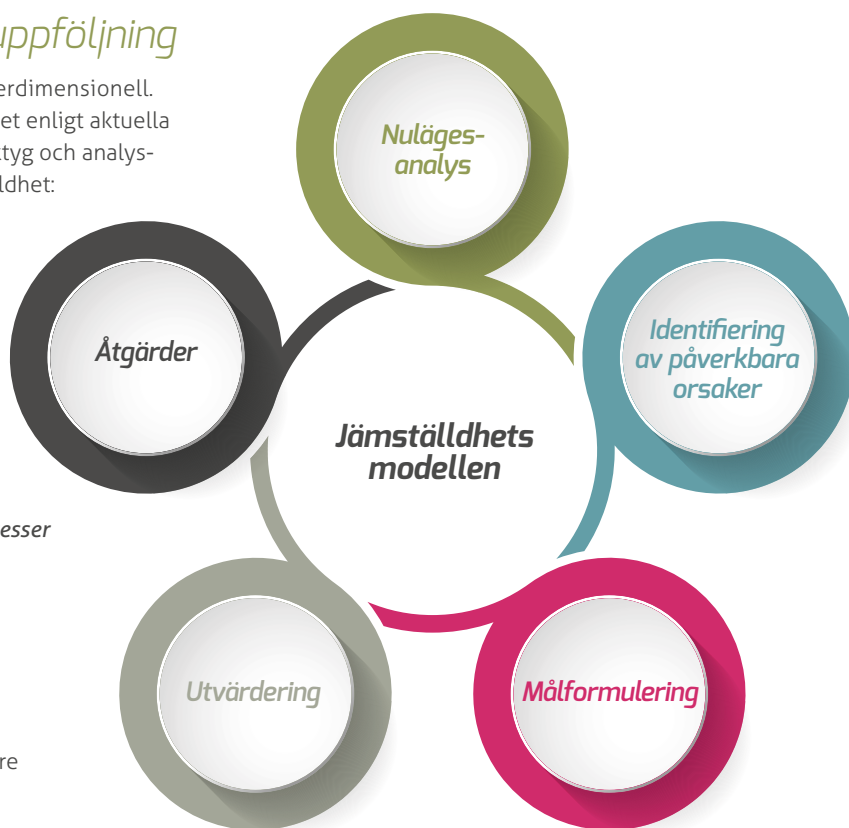 uppföljning
erdimensionell.
et enligt aktuella
tyg och analys-
ldhet:
esser
re
Nuläges-
analys
Identifiering
av påverkbara
orsaker
Målformulering
Utvärdering
Åtgärder
Jämställdhets
modellen